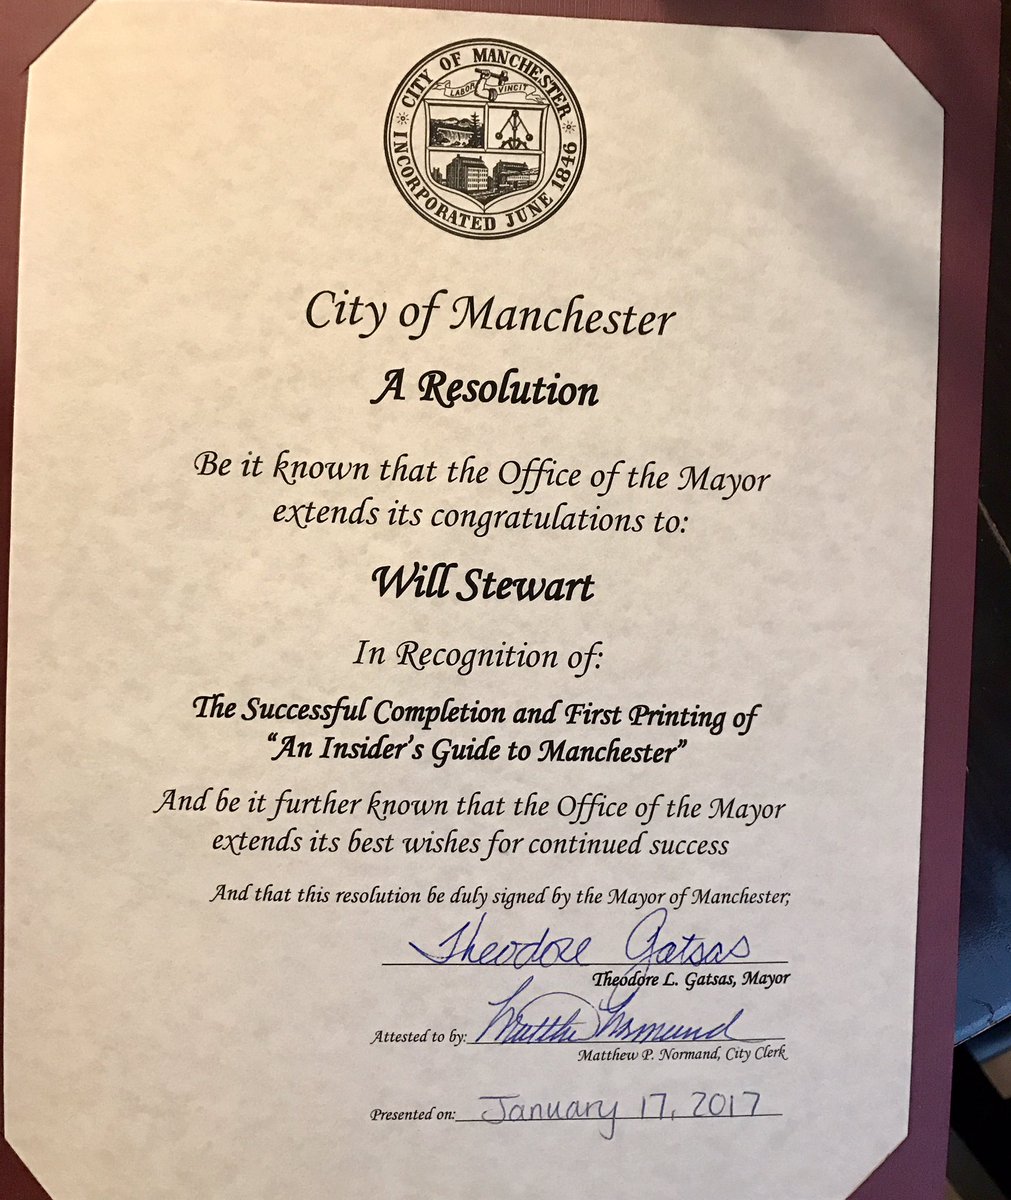 CITY OF MANCHESTER
LABOR VINCIT
INCORPORATED JUNE 1846
City of Manchester
A Resolution
Be it known that the Office of the Mayor
extends its congratulations to:
Will Stewart
In Recognition of:
The Successful Completion and First Printing of
“An Insider’s Guide to Manchester”
And be it further known that the Office of the Mayor
extends its best wishes for continued success
And that this resolution be duly signed by the Mayor of Manchester;
Theodore Gatsas
Theodore L. Gatsas, Mayor
Attested to by: Matthew Normand
Matthew P. Normand, City Clerk
Presented on: January 17, 2017